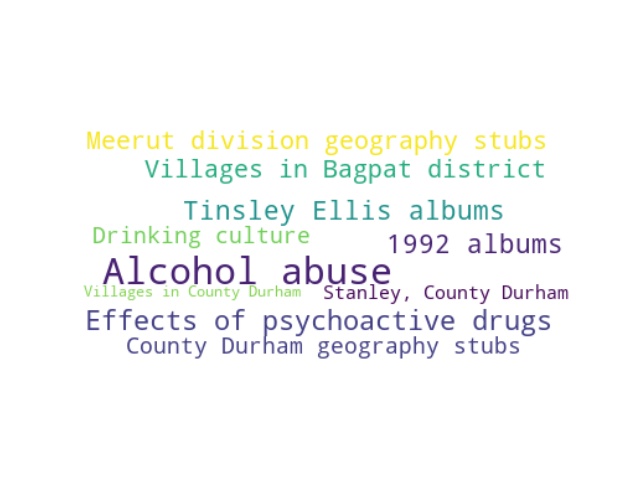 Meerut division geography stubs
Villages in Bagpat district
Tinsley Ellis albums
Drinking culture
1992 albums
Alcohol abuse
Villages in County Durham
Stanley, County Durham
Effects of psychoactive drugs
County Durham geography stubs